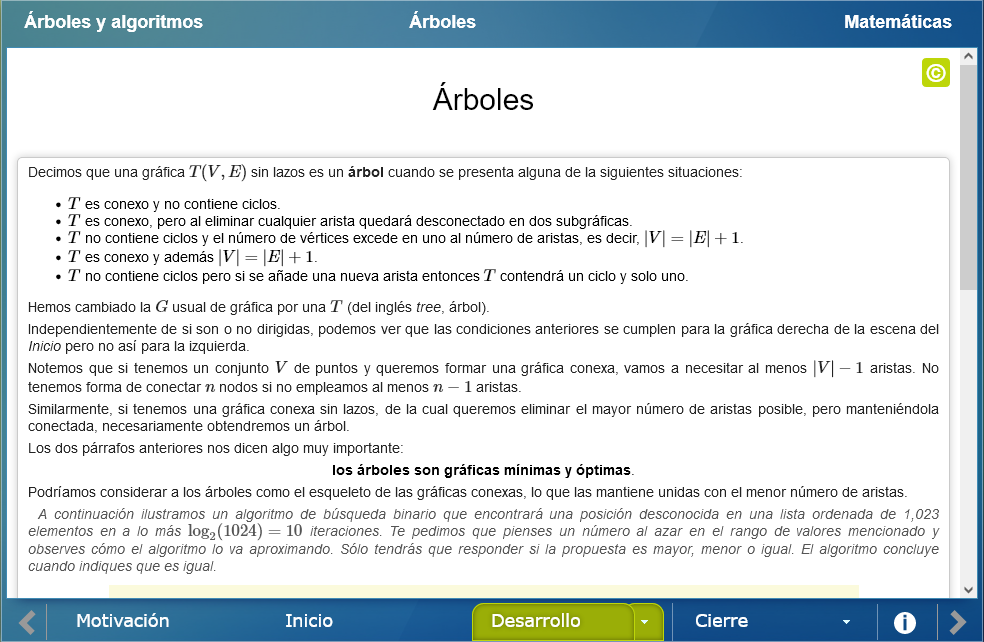 Árboles y algoritmos
Árboles
Matemáticas
©
Árboles
Decimos que una gráfica T(V, E) sin lazos es un árbol cuando se presenta alguna de la siguientes situaciones:
• T es conexo y no contiene ciclos.
• T es conexo, pero al eliminar cualquier arista quedará desconectado en dos subgráficas.
• T no contiene ciclos y el número de vértices excede en uno al número de aristas, es decir, |V| = |E| + 1.
• T es conexo y además |V| = |E| + 1.
• T no contiene ciclos pero si se añade una nueva arista entonces T contendrá un ciclo y solo uno.
Hemos cambiado la G usual de gráfica por una T (del inglés tree, árbol).
Independientemente de si son o no dirigidas, podemos ver que las condiciones anteriores se cumplen para la gráfica derecha de la escena del
Inicio pero no así para la izquierda.
Notemos que si tenemos un conjunto V de puntos y queremos formar una gráfica conexa, vamos a necesitar al menos |V| − 1 aristas. No
tenemos forma de conectar n nodos si no empleamos al menos n − 1 aristas.
Similarmente, si tenemos una gráfica conexa sin lazos, de la cual queremos eliminar el mayor número de aristas posible, pero manteniéndola
conectada, necesariamente obtendremos un árbol.
Los dos párrafos anteriores nos dicen algo muy importante:
los árboles son gráficas mínimas y óptimas.
Podríamos considerar a los árboles como el esqueleto de las gráficas conexas, lo que las mantiene unidas con el menor número de aristas.
A continuación ilustramos un algoritmo de búsqueda binario que encontrará una posición desconocida en una lista ordenada de 1,023
elementos en a lo más log₂(1024) = 10 iteraciones. Te pedimos que pienses un número al azar en el rango de valores mencionado y
observes cómo el algoritmo lo va aproximando. Sólo tendrás que responder si la propuesta es mayor, menor o igual. El algoritmo concluye
cuando indiques que es igual.
Motivación
Inicio
Desarrollo
Cierre
i